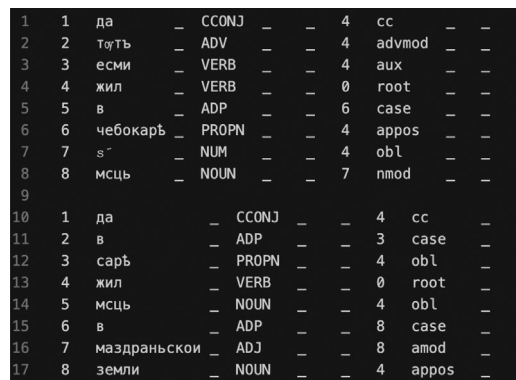 1 1 да _ CCONJ _ _ 4 cc _ _
2 2 тꙋтъ _ ADV _ _ 4 advmod _ _
3 3 есми _ VERB _ _ 4 aux _ _
4 4 жил _ VERB _ _ 0 root _ _
5 5 в _ ADP _ _ 6 case _ _
6 6 чебокарѣ _ PROPN _ _ 4 appos _ _
7 7 ѕ҃ _ NUM _ _ 4 obl _ _
8 8 мсць _ NOUN _ _ 7 nmod _ _
9
10 1 да _ CCONJ _ _ 4 cc _
11 2 в _ ADP _ _ 3 case _
12 3 сарѣ _ PROPN _ _ 4 obl _
13 4 жил _ VERB _ _ 0 root _
14 5 мсць _ NOUN _ _ 4 obl _
15 6 в _ ADP _ _ 8 case _
16 7 маздраньскои _ ADJ _ _ 8 amod _
17 8 земли _ NOUN _ _ 4 appos _